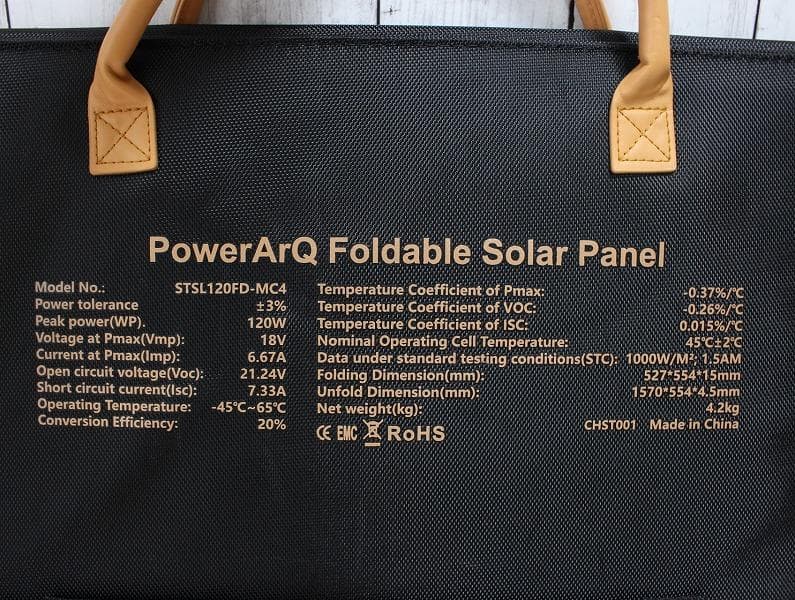 PowerArQ Foldable Solar Panel
Model No.: STSL120FD-MC4
Power tolerance ±3%
Peak power(WP). 120W
Voltage at Pmax(Vmp): 18V
Current at Pmax(Imp): 6.67A
Open circuit voltage(Voc): 21.24V
Short circuit current(Isc): 7.33A
Operating Temperature: -45℃~65℃
Conversion Efficiency: 20%
Temperature Coefficient of Pmax: -0.37%/℃
Temperature Coefficient of VOC: -0.26%/℃
Temperature Coefficient of ISC: 0.015%/℃
Nominal Operating Cell Temperature: 45℃±2℃
Data under standard testing conditions(STC): 1000W/M²; 1.5AM
Folding Dimension(mm): 527*554*15mm
Unfold Dimension(mm): 1570*554*4.5mm
Net weight(kg): 4.2kg
CE EMC RoHS
CHST001 Made in China